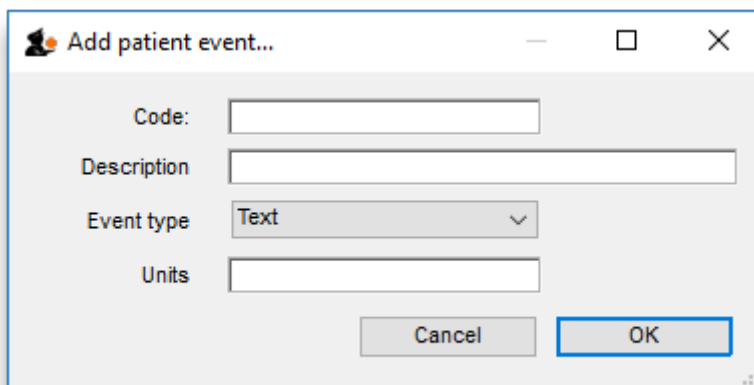 Add patient event...
Code:
Description
Event type Text
Units
Cancel OK